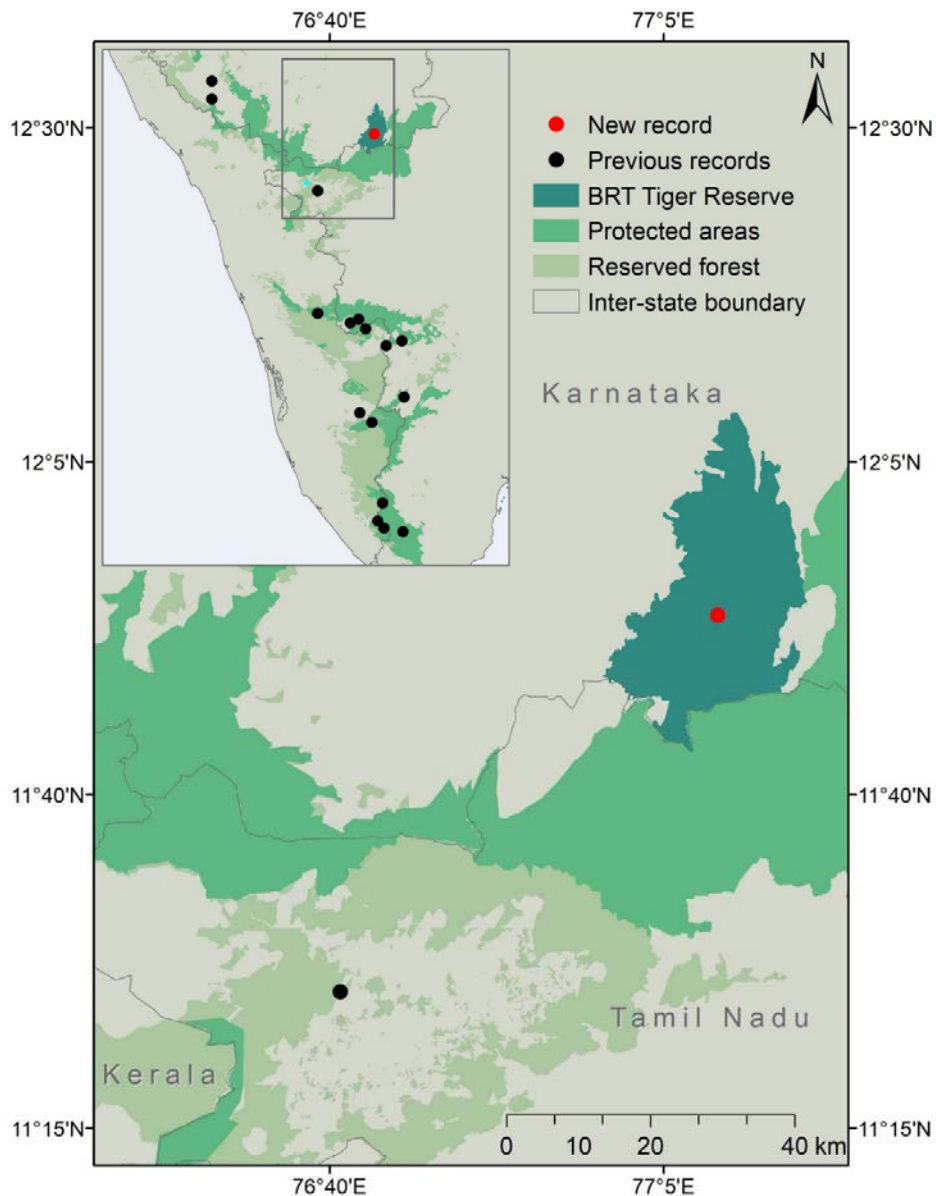 76°40'E 77°5'E
N
12°30'N 12°30'N
New record
Previous records
BRT Tiger Reserve
Protected areas
Reserved forest
Inter-state boundary
Karnataka
12°5'N 12°5'N
11°40'N 11°40'N
Tamil Nadu
Kerala
11°15'N 11°15'N
0 10 20 40 km
76°40'E 77°5'E